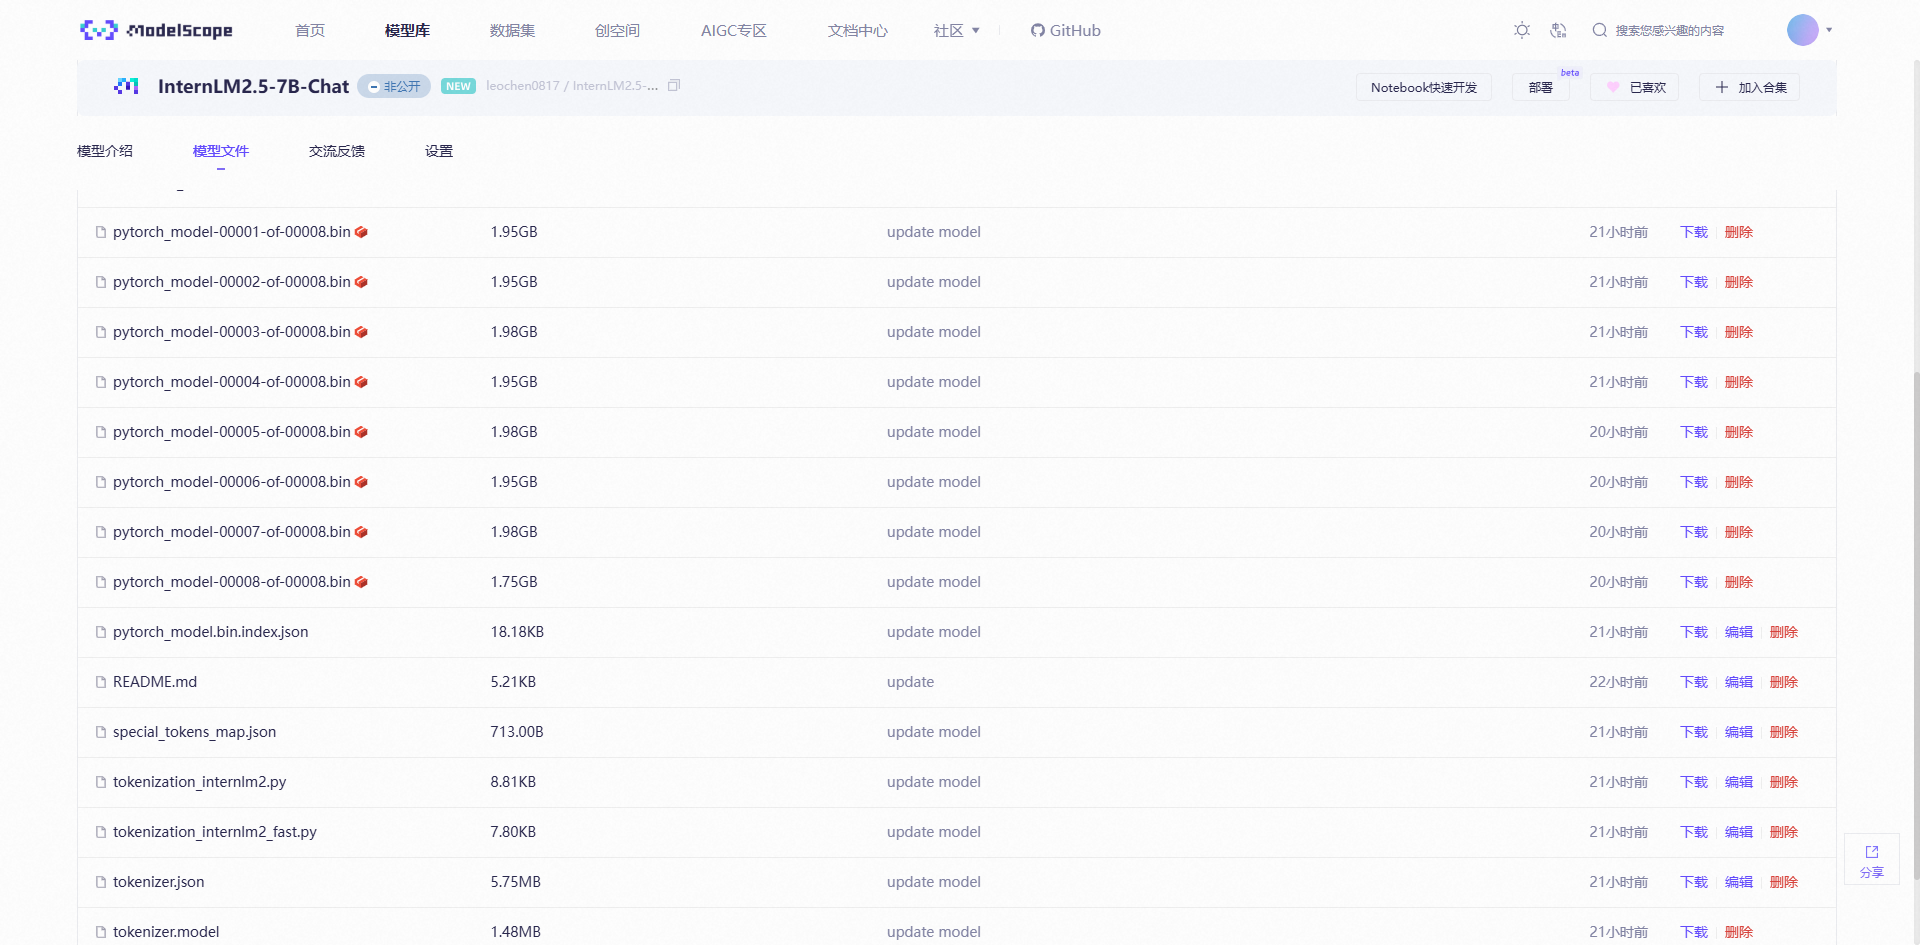 ModelScope 首页 模型库 数据集 创空间 AIGC专区 文档中心 社区 GitHub 搜索您感兴趣的内容
InternLM2.5-7B-Chat 非公开 NEW leochen0817 / InternLM2.5-... Notebook快速开发 部署 beta 已喜欢 加入合集
模型介绍 模型文件 交流反馈 设置
pytorch_model-00001-of-00008.bin 1.95GB update model 21小时前 下载 删除
pytorch_model-00002-of-00008.bin 1.95GB update model 21小时前 下载 删除
pytorch_model-00003-of-00008.bin 1.98GB update model 21小时前 下载 删除
pytorch_model-00004-of-00008.bin 1.95GB update model 21小时前 下载 删除
pytorch_model-00005-of-00008.bin 1.98GB update model 20小时前 下载 删除
pytorch_model-00006-of-00008.bin 1.95GB update model 20小时前 下载 删除
pytorch_model-00007-of-00008.bin 1.98GB update model 20小时前 下载 删除
pytorch_model-00008-of-00008.bin 1.75GB update model 20小时前 下载 删除
pytorch_model.bin.index.json 18.18KB update model 21小时前 下载 编辑 删除
README.md 5.21KB update 22小时前 下载 编辑 删除
special_tokens_map.json 713.00B update model 21小时前 下载 编辑 删除
tokenization_internlm2.py 8.81KB update model 21小时前 下载 编辑 删除
tokenization_internlm2_fast.py 7.80KB update model 21小时前 下载 编辑 删除
tokenizer.json 5.75MB update model 21小时前 下载 编辑 删除
tokenizer.model 1.48MB update model 21小时前 下载 删除
分享